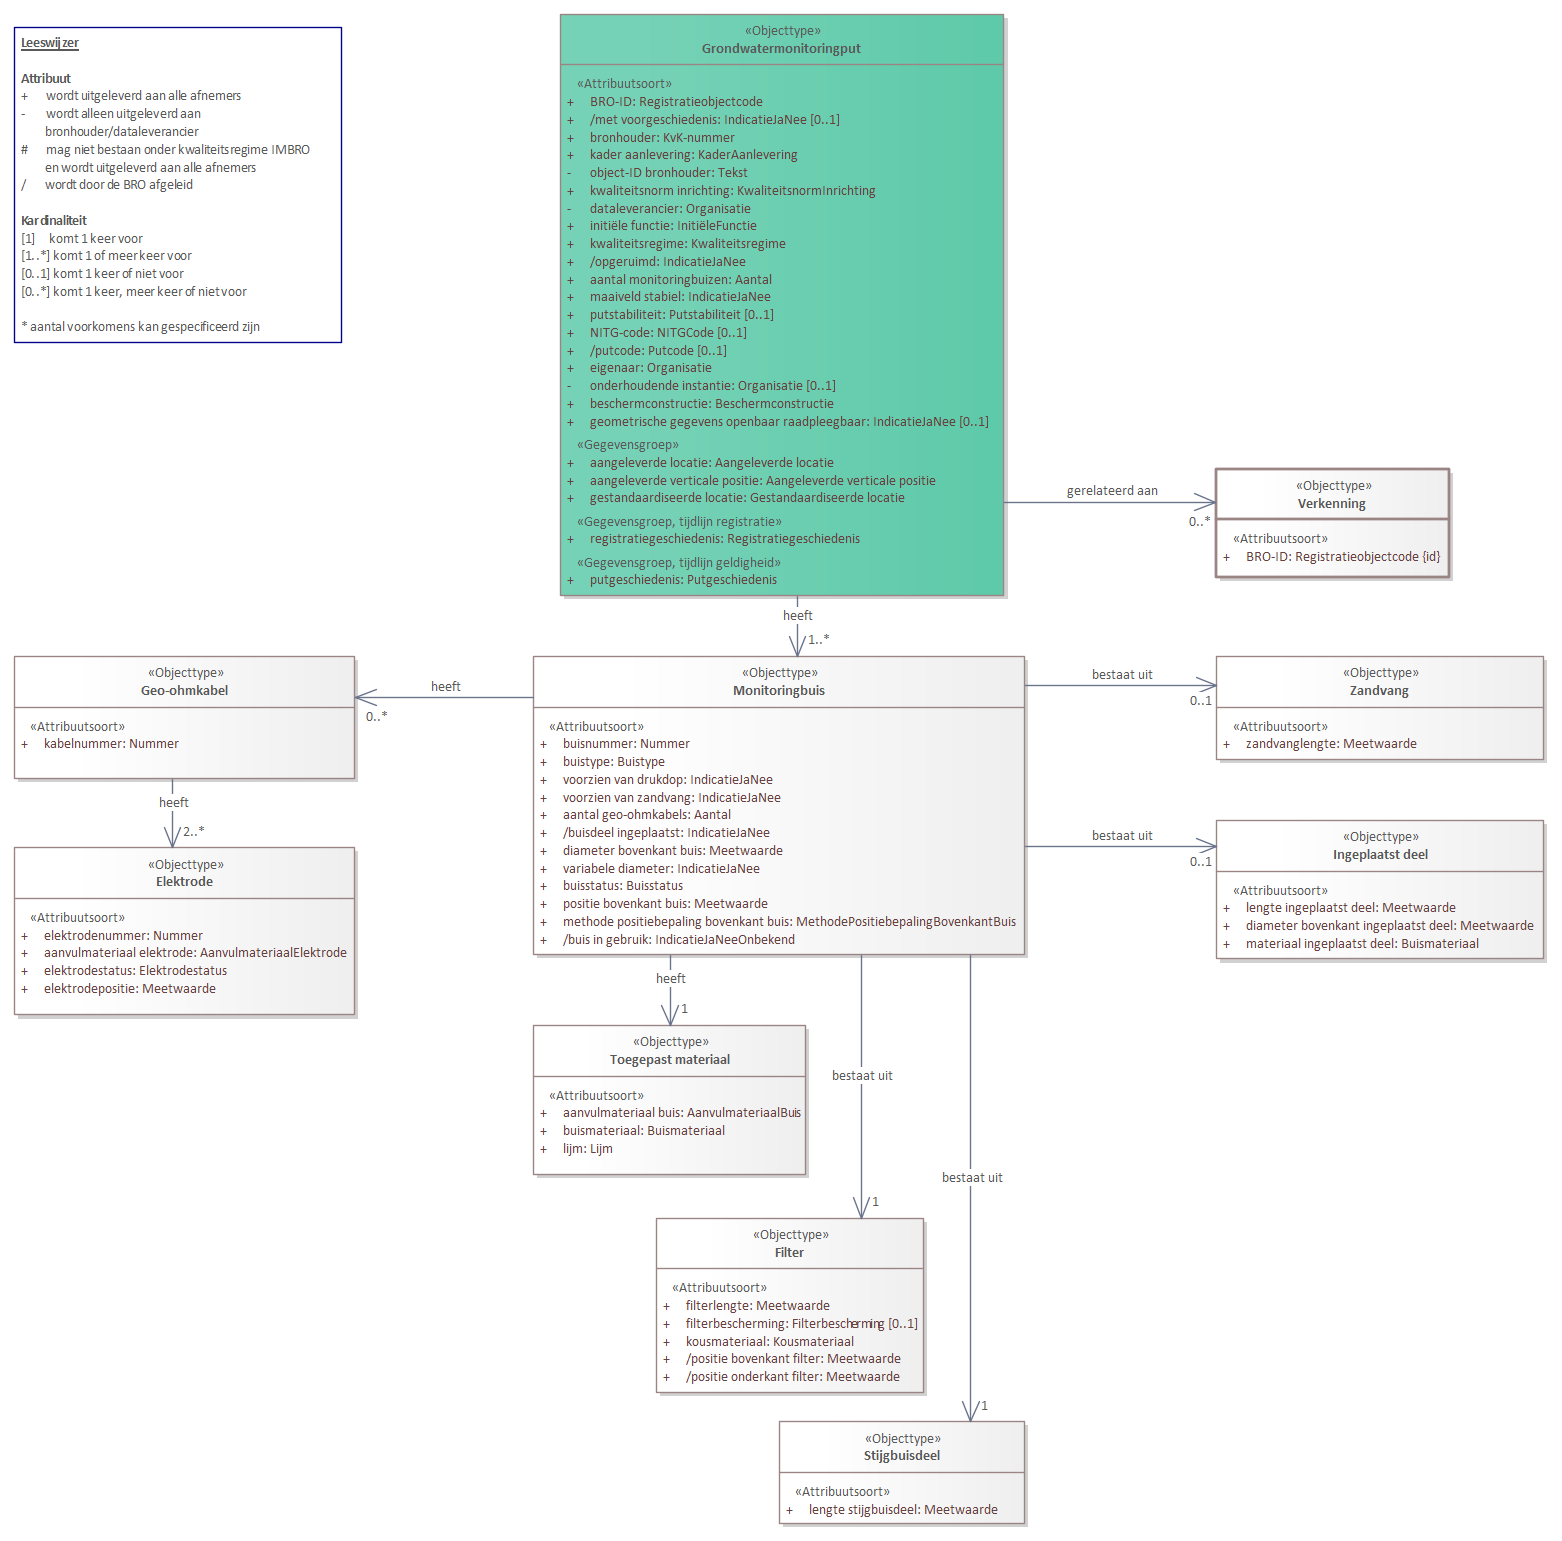 Leeswijzer
Attribuut
+ wordt uitgeleverd aan alle afnemers
- wordt alleen uitgeleverd aan
bronhouder/dataleverancier
# mag niet bestaan onder kwaliteitsregime IMBRO
en wordt uitgeleverd aan alle afnemers
/ wordt door de BRO afgeleid
Kardinaliteit
[1] komt 1 keer voor
[1..*] komt 1 of meer keer voor
[0..1] komt 1 keer of niet voor
[0..*] komt 1 keer, meer keer of niet voor
* aantal voorkomens kan gespecificeerd zijn
«Objecttype»
Grondwatermonitoringput
«Attribuutsoort»
+ BRO-ID: Registratieobjectcode
+ /met voorgeschiedenis: IndicatieJaNee [0..1]
+ bronhouder: KvK-nummer
+ kader aanlevering: KaderAanlevering
- object-ID bronhouder: Tekst
+ kwaliteitsnorm inrichting: KwaliteitsnormInrichting
- dataleverancier: Organisatie
+ initiële functie: InitiëleFunctie
+ kwaliteitsregime: Kwaliteitsregime
+ /opgeruimd: IndicatieJaNee
+ aantal monitoringbuizen: Aantal
+ maaiveld stabiel: IndicatieJaNee
+ putstabiliteit: Putstabiliteit [0..1]
+ NITG-code: NITGCode [0..1]
+ /putcode: Putcode [0..1]
+ eigenaar: Organisatie
- onderhoudende instantie: Organisatie [0..1]
+ beschermconstructie: Beschermconstructie
+ geometrische gegevens openbaar raadpleegbaar: IndicatieJaNee [0..1]
«Gegevensgroep»
+ aangeleverde locatie: Aangeleverde locatie
+ aangeleverde verticale positie: Aangeleverde verticale positie
+ gestandaardiseerde locatie: Gestandaardiseerde locatie
«Gegevensgroep, tijdlijn registratie»
+ registratiegeschiedenis: Registratiegeschiedenis
«Gegevensgroep, tijdlijn geldigheid»
+ putgeschiedenis: Putgeschiedenis
gerelateerd aan
0..*
«Objecttype»
Verkenning
«Attribuutsoort»
+ BRO-ID: Registratieobjectcode {id}
heeft
1..*
«Objecttype»
Geo-ohmkabel
«Attribuutsoort»
+ kabelnummer: Nummer
heeft
0..*
heeft
2..*
«Objecttype»
Elektrode
«Attribuutsoort»
+ elektrodenummer: Nummer
+ aanvulmateriaal elektrode: AanvulmateriaalElektrode
+ elektrodestatus: Elektrodestatus
+ elektrodepositie: Meetwaarde
«Objecttype»
Monitoringbuis
«Attribuutsoort»
+ buisnummer: Nummer
+ buistype: Buistype
+ voorzien van drukdop: IndicatieJaNee
+ voorzien van zandvang: IndicatieJaNee
+ aantal geo-ohmkabels: Aantal
+ /buisdeel ingeplaatst: IndicatieJaNee
+ diameter bovenkant buis: Meetwaarde
+ variabele diameter: IndicatieJaNee
+ buisstatus: Buisstatus
+ positie bovenkant buis: Meetwaarde
+ methode positiebepaling bovenkant buis: MethodePositiebepalingBovenkantBuis
+ /buis in gebruik: IndicatieJaNeeOnbekend
bestaat uit
0..1
«Objecttype»
Zandvang
«Attribuutsoort»
+ zandvanglengte: Meetwaarde
bestaat uit
0..1
«Objecttype»
Ingeplaatst deel
«Attribuutsoort»
+ lengte ingeplaatst deel: Meetwaarde
+ diameter bovenkant ingeplaatst deel: Meetwaarde
+ materiaal ingeplaatst deel: Buismateriaal
heeft
1
«Objecttype»
Toegepast materiaal
«Attribuutsoort»
+ aanvulmateriaal buis: AanvulmateriaalBuis
+ buismateriaal: Buismateriaal
+ lijm: Lijm
bestaat uit
1
«Objecttype»
Filter
«Attribuutsoort»
+ filterlengte: Meetwaarde
+ filterbescherming: Filterbescherming [0..1]
+ kousmateriaal: Kousmateriaal
+ /positie bovenkant filter: Meetwaarde
+ /positie onderkant filter: Meetwaarde
bestaat uit
1
«Objecttype»
Stijgbuisdeel
«Attribuutsoort»
+ lengte stijgbuisdeel: Meetwaarde